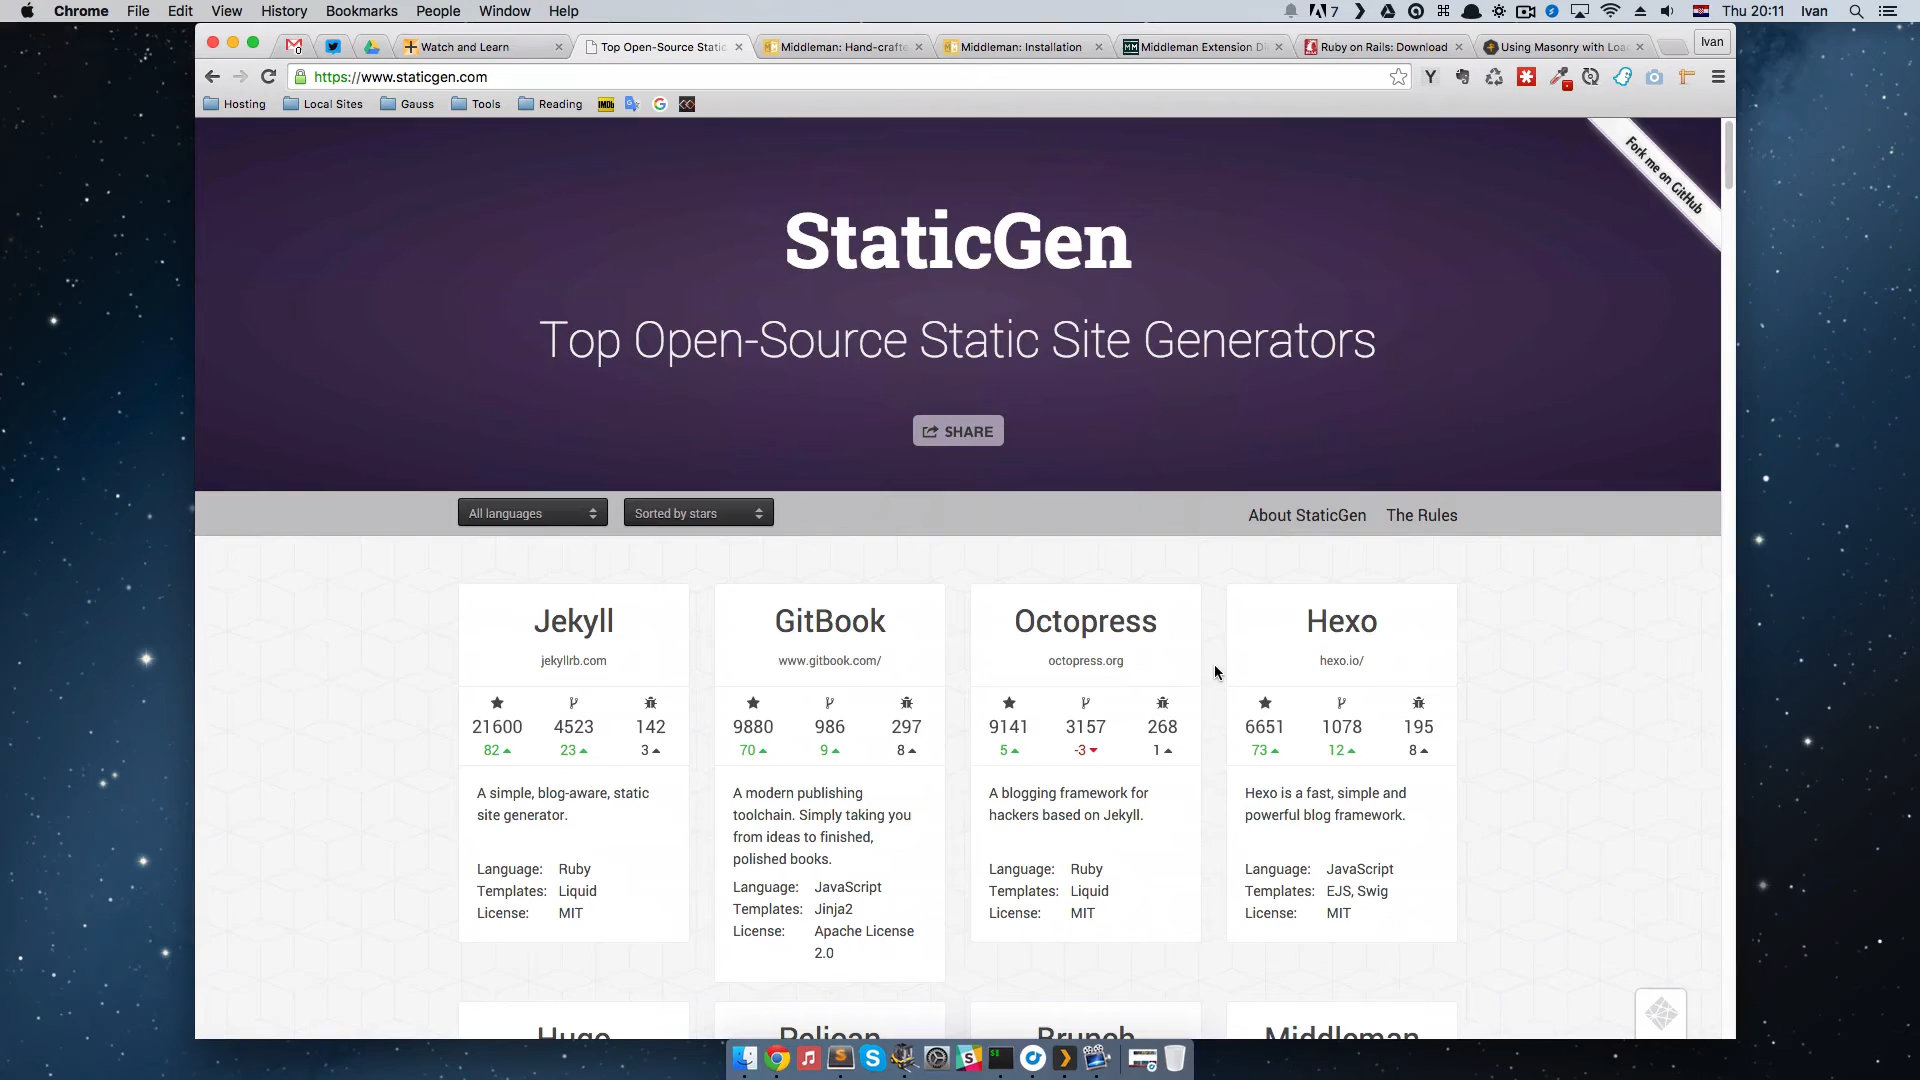 Chrome File Edit View History Bookmarks People Window Help
7 Thu 20:11 Ivan
Watch and Learn
Top Open-Source Static
Middleman: Hand-crafte
Middleman: Installation
Middleman Extension Di
Ruby on Rails: Download
Using Masonry with Loa
Ivan
https://www.staticgen.com
Hosting Local Sites Gauss Tools Reading IMDb
Fork me on GitHub
StaticGen
Top Open-Source Static Site Generators
SHARE
All languages Sorted by stars About StaticGen The Rules
Jekyll
jekyllrb.com
21600 4523 142
82 23 3
A simple, blog-aware, static
site generator.
Language: Ruby
Templates: Liquid
License: MIT
GitBook
www.gitbook.com/
9880 986 297
70 9 8
A modern publishing
toolchain. Simply taking you
from ideas to finished,
polished books.
Language: JavaScript
Templates: Jinja2
License: Apache License
2.0
Octopress
octopress.org
9141 3157 268
5 -3 1
A blogging framework for
hackers based on Jekyll.
Language: Ruby
Templates: Liquid
License: MIT
Hexo
hexo.io/
6651 1078 195
73 12 8
Hexo is a fast, simple and
powerful blog framework.
Language: JavaScript
Templates: EJS, Swig
License: MIT
Hugo Pelican Brunch Middleman